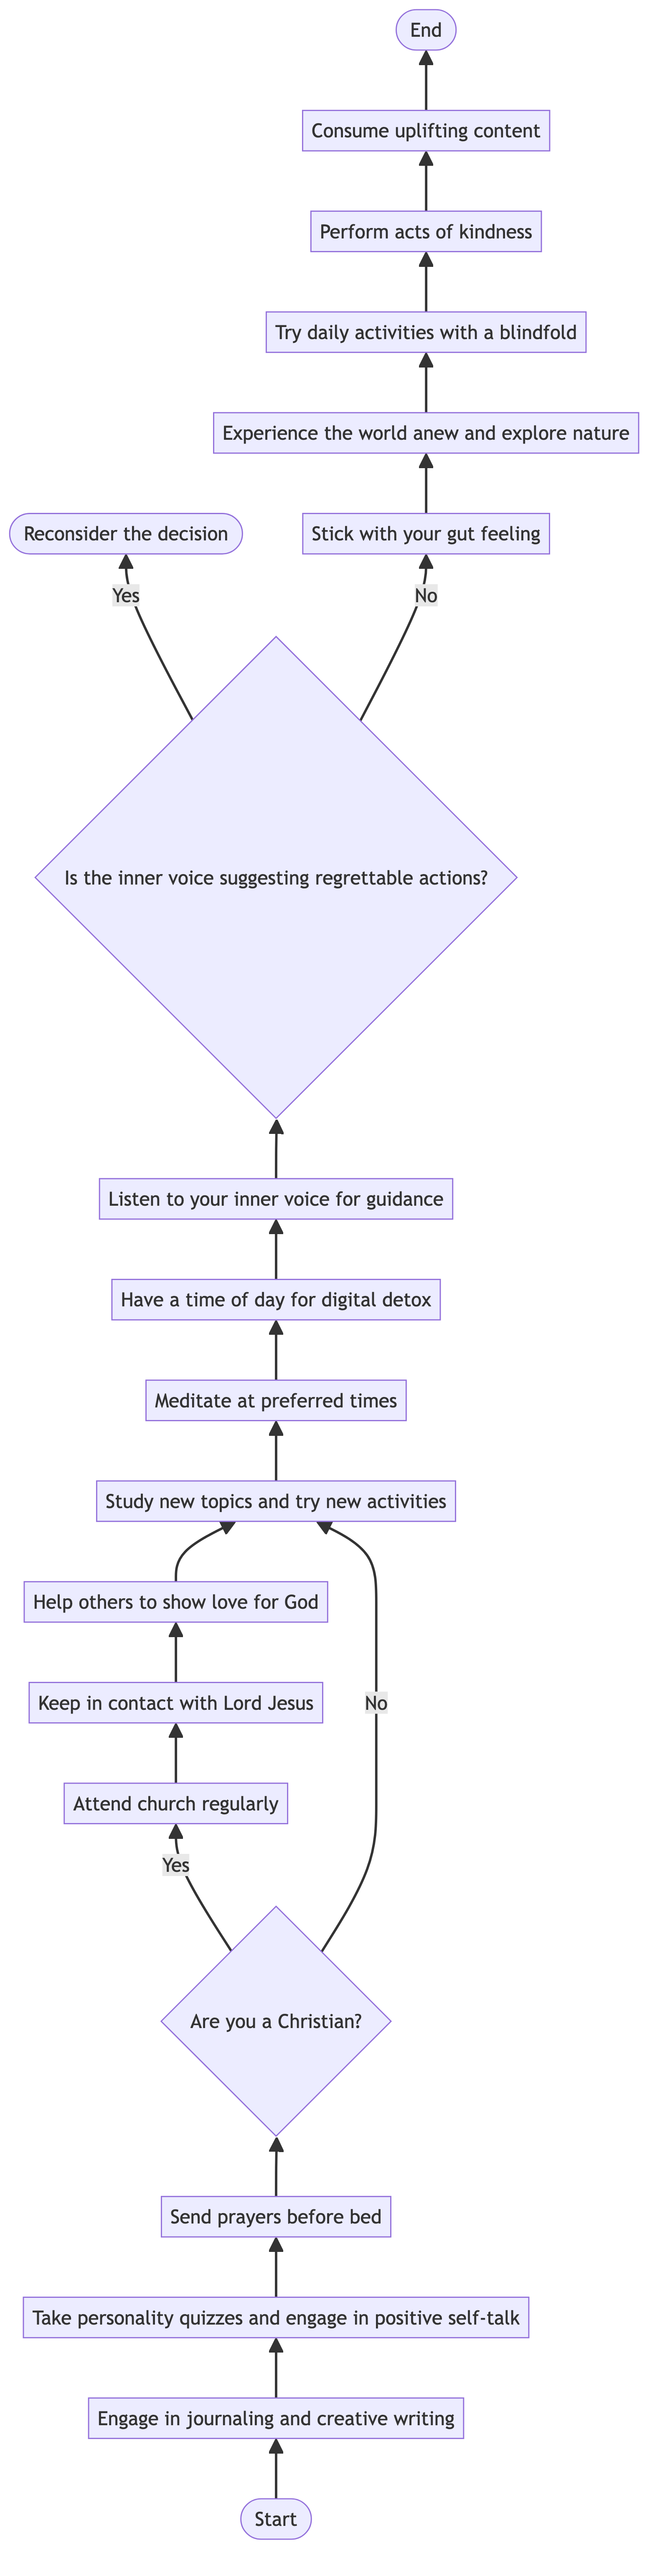 End
Consume uplifting content
Perform acts of kindness
Try daily activities with a blindfold
Experience the world anew and explore nature
Reconsider the decision
Stick with your gut feeling
Yes
No
Is the inner voice suggesting regrettable actions?
Listen to your inner voice for guidance
Have a time of day for digital detox
Meditate at preferred times
Study new topics and try new activities
Help others to show love for God
Keep in contact with Lord Jesus
No
Attend church regularly
Yes
Are you a Christian?
Send prayers before bed
Take personality quizzes and engage in positive self-talk
Engage in journaling and creative writing
Start